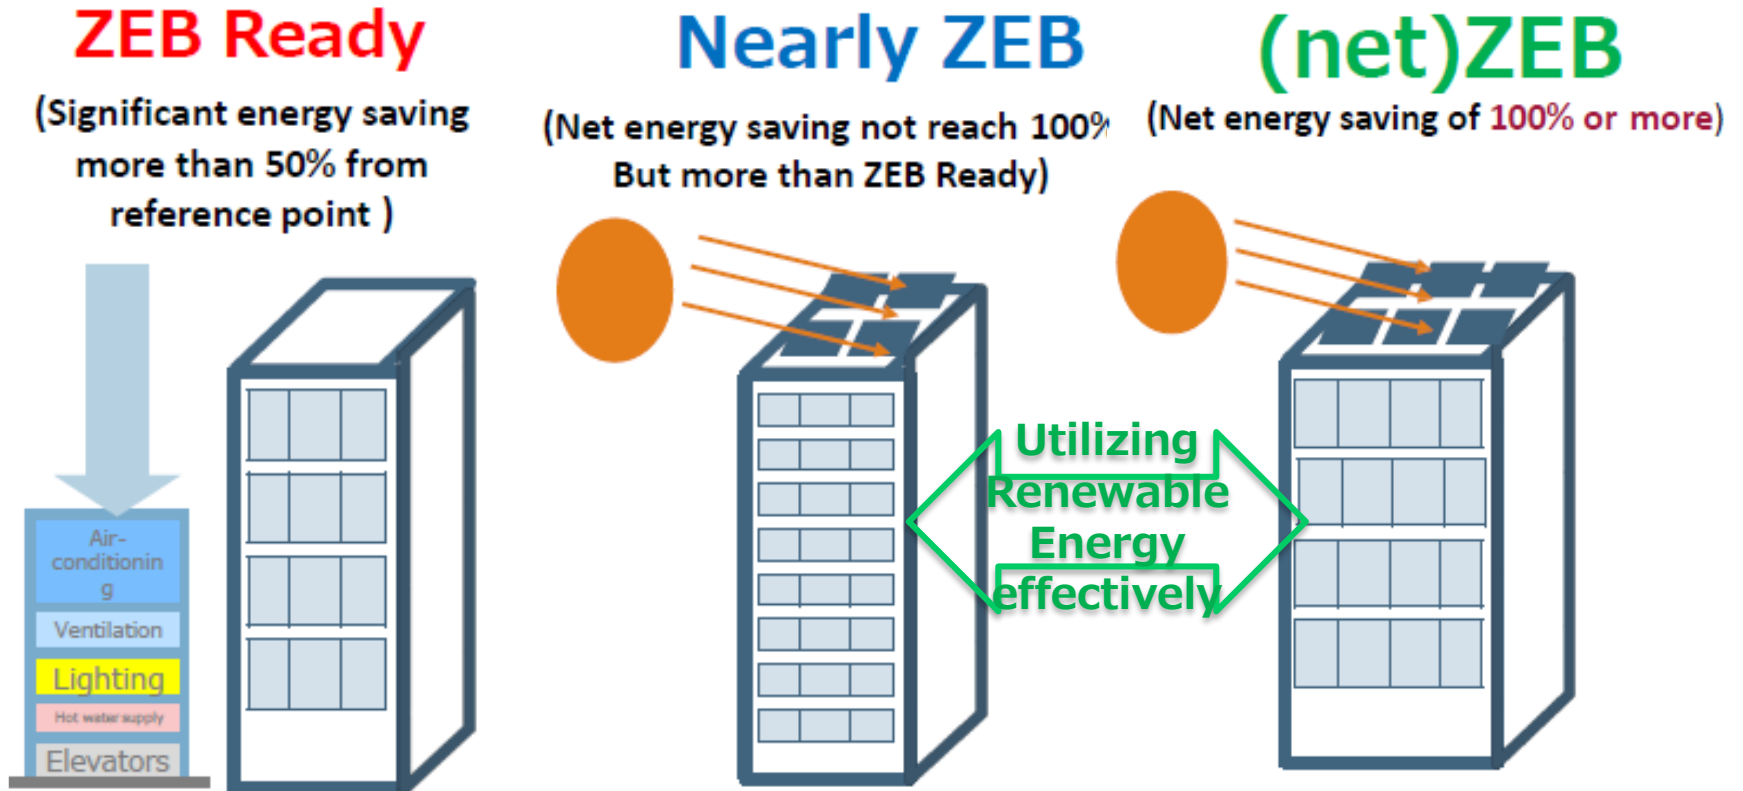 ZEB Ready
(Significant energy saving
more than 50% from
reference point )
Nearly ZEB
(Net energy saving not reach 100%
But more than ZEB Ready)
(net)ZEB
(Net energy saving of 100% or more)
Air-
conditionin
g
Ventilation
Lighting
Hot water supply
Elevators
Utilizing
Renewable
Energy
effectively